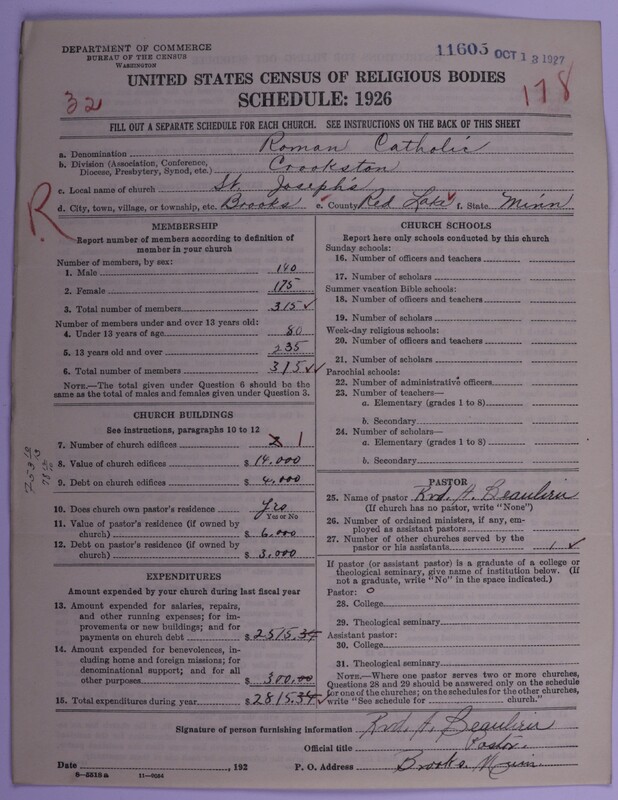 DEPARTMENT OF COMMERCE
BUREAU OF THE CENSUS
WASHINGTON
11605 OCT 13 1927
UNITED STATES CENSUS OF RELIGIOUS BODIES
SCHEDULE: 1926
32
178
FILL OUT A SEPARATE SCHEDULE FOR EACH CHURCH. SEE INSTRUCTIONS ON THE BACK OF THIS SHEET
a. Denomination Roman Catholic
b. Division (Association, Conference, Diocese, Presbytery, Synod, etc.) Crookston
c. Local name of church St. Joseph's
R
d. City, town, village, or township, etc. Brooks e. County Red Lake f. State Minn
MEMBERSHIP
Report number of members according to definition of
member in your church
Number of members, by sex:
1. Male 140
2. Female 175
3. Total number of members 315 ✓
Number of members under and over 13 years old:
4. Under 13 years of age 80
5. 13 years old and over 235
6. Total number of members 315 ✓✓
NOTE.—The total given under Question 6 should be
same as the total of males and females given under Question 3.
CHURCH BUILDINGS
See instructions, paragraphs 10 to 12
7. Number of church edifices 1
8. Value of church edifices $ 14.000
9. Debt on church edifices $ 4.000
10. Does church own pastor's residence Yes
Yes or No
11. Value of pastor's residence (if owned by
church) $ 6.000
12. Debt on pastor's residence (if owned by
church) $ 3.000
EXPENDITURES
Amount expended by your church during last fiscal year
13. Amount expended for salaries, repairs,
and other running expenses; for im-
provements or new buildings; and for
payments on church debt $ 2515.34
14. Amount expended for benevolences, in-
cluding home and foreign missions; for
denominational support; and for all
other purposes $ 300.00
15. Total expenditures during year $ 2815.34 ✓
CHURCH SCHOOLS
Report here only schools conducted by this church
Sunday schools:
16. Number of officers and teachers
17. Number of scholars
Summer vacation Bible schools:
18. Number of officers and teachers
19. Number of scholars
Week-day religious schools:
20. Number of officers and teachers
21. Number of scholars
Parochial schools:
22. Number of administrative officers
23. Number of teachers—
a. Elementary (grades 1 to 8)
b. Secondary
24. Number of scholars—
a. Elementary (grades 1 to 8)
b. Secondary
PASTOR
25. Name of pastor Rvd. A. Beaulieu
(If church has no pastor, write "None")
26. Number of ordained ministers, if any, em-
ployed as assistant pastors
27. Number of other churches served by the
pastor or his assistants 1 ✓
If pastor (or assistant pastor) is a graduate of a college or
theological seminary, give name of institution below. (If
not a graduate, write "No" in the space indicated.)
Pastor: o
28. College
29. Theological seminary
Assistant pastor:
30. College
31. Theological seminary
NOTE.—Where one pastor serves two or more churches,
Questions 28 and 29 should be answered only on the schedule
for one of the churches; on the schedules for the other churches,
write "See schedule for church."
Signature of person furnishing information Rvd. A. Beaulieu
Official title Pastor.
Date , 192 P. O. Address Brooks, Minn.
8—5518a 11—9084